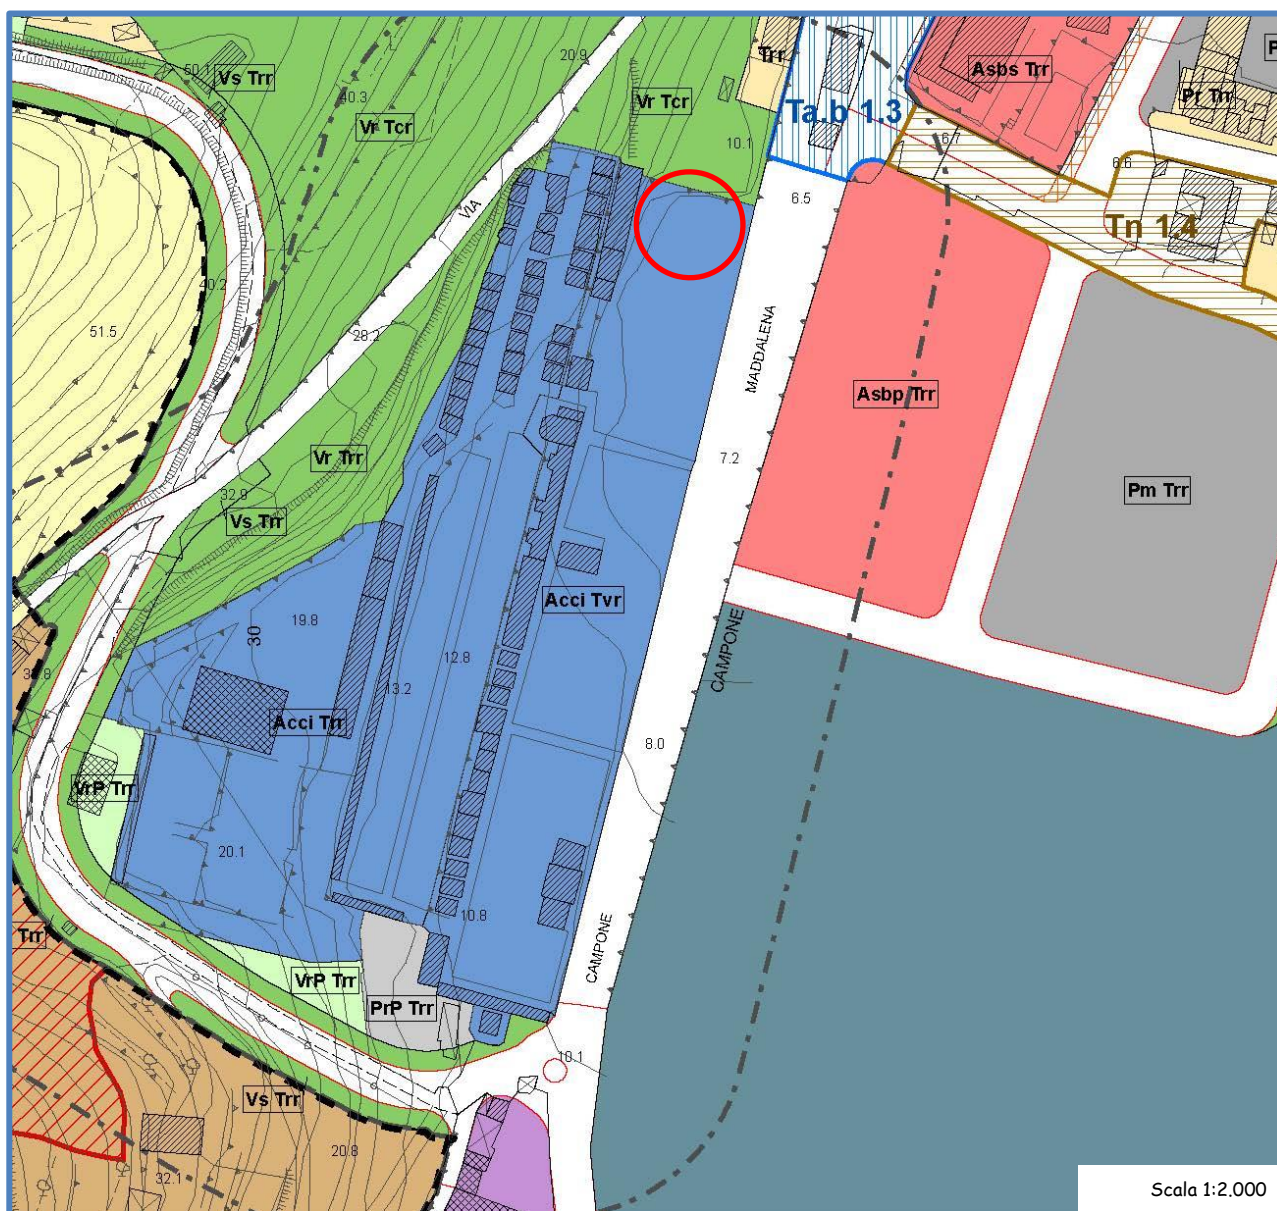 20.9
Trr
Asbs Trr
50.1
Vs Trr
40.3
Vr Tcr
Vr Tcr
Ta.b 1.3
Pr Trr
10.1
6.7
6.6
6.5
VIA
Tn 1.4
40.2
51.5
28.2
MADDALENA
Asbp Trr
Vr Trr
7.2
Pm Trr
32.9
Vs Trr
Acci Tvr
19.8
30
12.8
CAMPONE
13.2
Acci Trr
8.0
VrP Trr
20.1
10.8
Trr
CAMPONE
VrP Trr
PrP Trr
10.1
Vs Trr
20.8
32.1
Scala 1:2.000